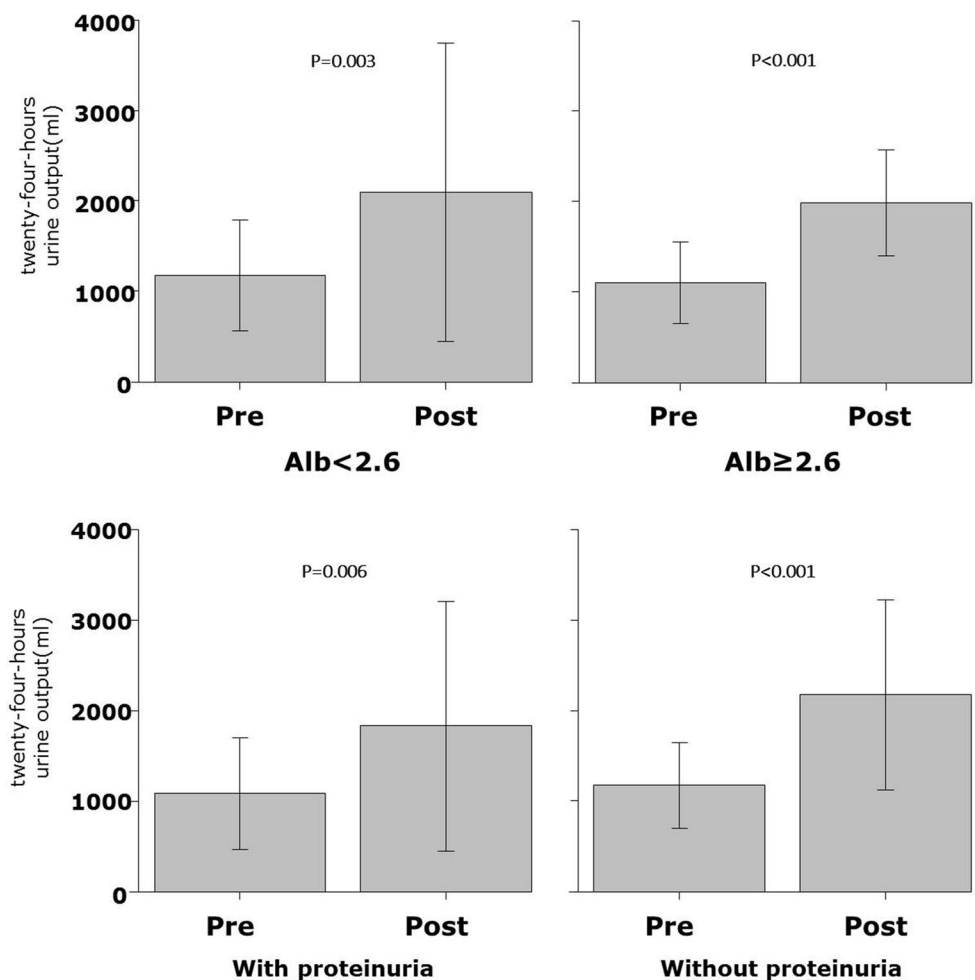 4000
3000
2000
1000
0
twenty-four-hours
urine output(ml)
P=0.003
Pre Post
Alb<2.6
P<0.001
Pre Post
Alb≥2.6
4000
3000
2000
1000
0
twenty-four-hours
urine output(ml)
P=0.006
Pre Post
With proteinuria
P<0.001
Pre Post
Without proteinuria